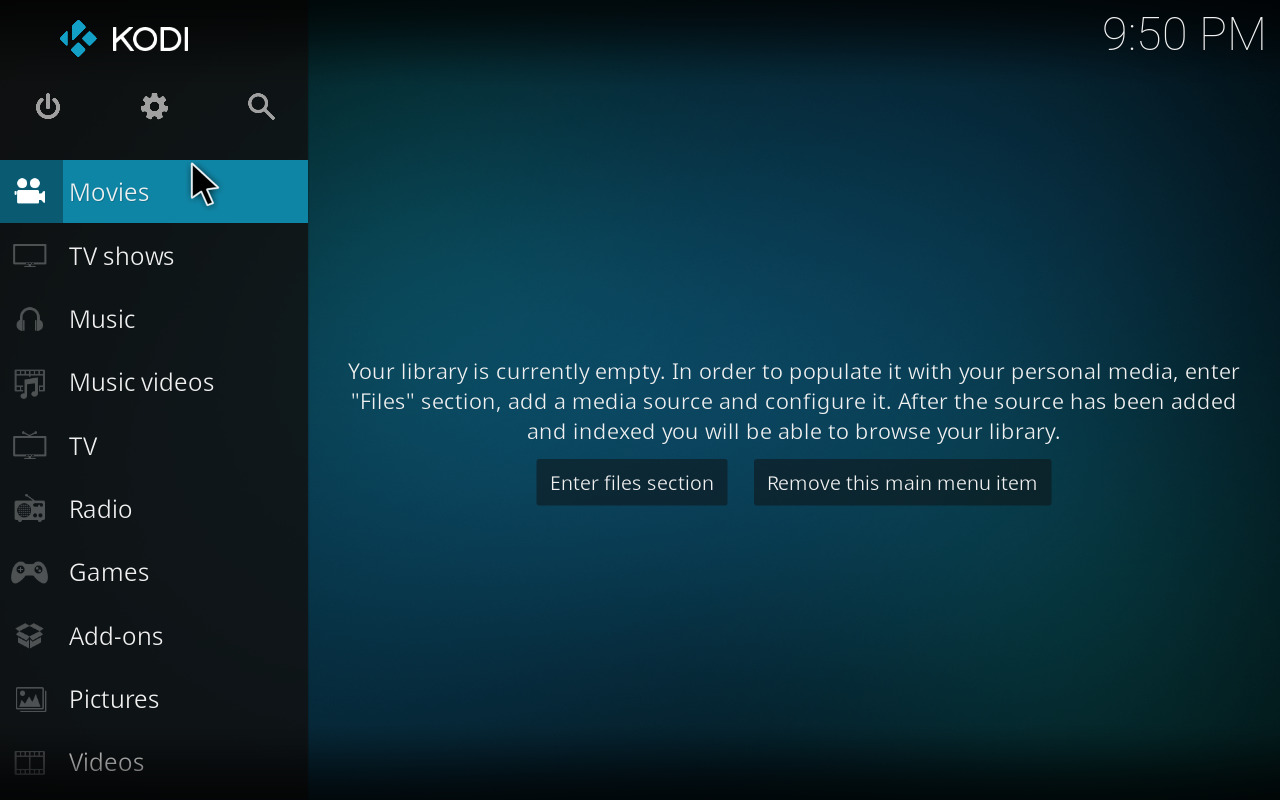 KODI
9:50 PM
Movies
TV shows
Music
Music videos
TV
Radio
Games
Add-ons
Pictures
Videos
Your library is currently empty. In order to populate it with your personal media, enter
"Files" section, add a media source and configure it. After the source has been added
and indexed you will be able to browse your library.
Enter files section
Remove this main menu item